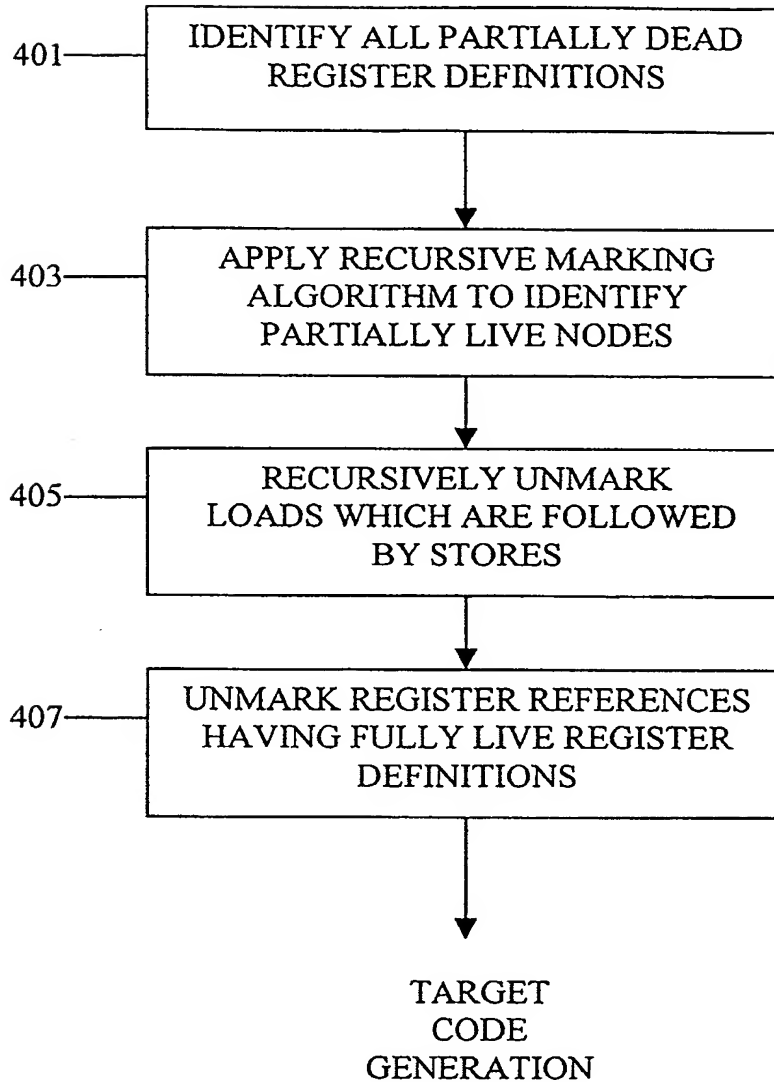 401
IDENTIFY ALL PARTIALLY DEAD
REGISTER DEFINITIONS
403
APPLY RECURSIVE MARKING
ALGORITHM TO IDENTIFY
PARTIALLY LIVE NODES
405
RECURSIVELY UNMARK
LOADS WHICH ARE FOLLOWED
BY STORES
407
UNMARK REGISTER REFERENCES
HAVING FULLY LIVE REGISTER
DEFINITIONS
TARGET
CODE
GENERATION